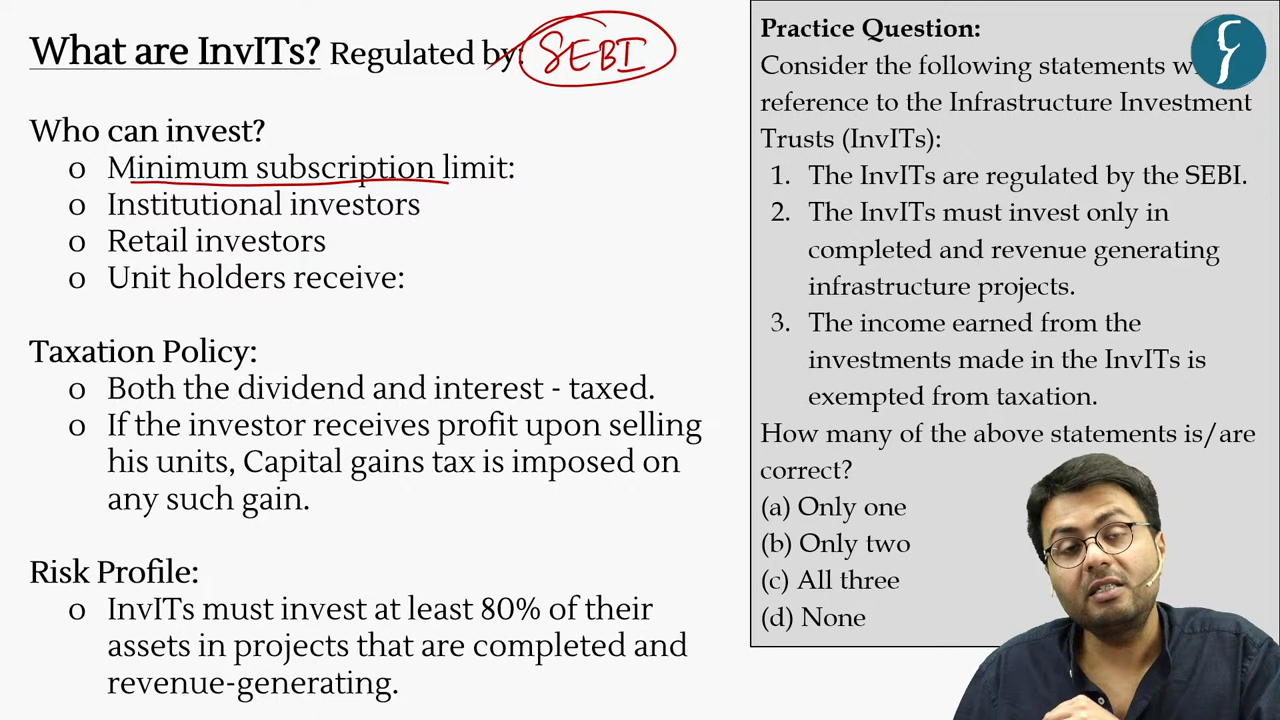 What are InvITs? Regulated by: SEBI
Who can invest?
o Minimum subscription limit:
o Institutional investors
o Retail investors
o Unit holders receive:
Taxation Policy:
o Both the dividend and interest - taxed.
o If the investor receives profit upon selling
his units, Capital gains tax is imposed on
any such gain.
Risk Profile:
o InvITs must invest at least 80% of their
assets in projects that are completed and
revenue-generating.
Practice Question:
Consider the following statements
reference to the Infrastructure Investment
Trusts (InvITs):
1. The InvITs are regulated by the SEBI.
2. The InvITs must invest only in
completed and revenue generating
infrastructure projects.
3. The income earned from the
investments made in the InvITs is
exempted from taxation.
How many of the above statements is/are
correct?
(a) Only one
(b) Only two
(c) All three
(d) None